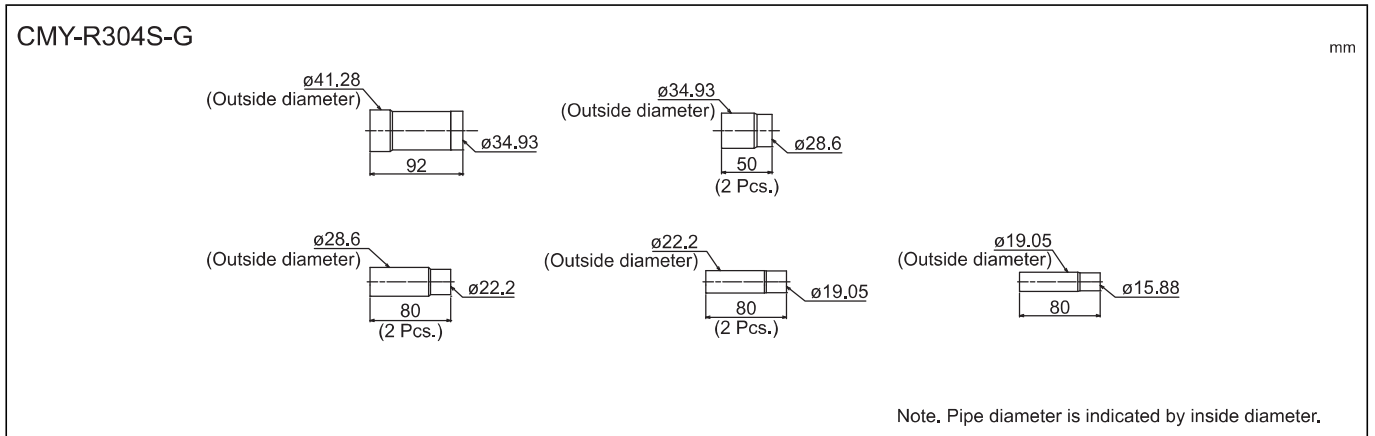 CMY-R304S-G
mm
ø41.28
(Outside diameter)
ø34.93
92
ø34.93
(Outside diameter)
ø28.6
50
(2 Pcs.)
ø28.6
(Outside diameter)
ø22.2
80
(2 Pcs.)
ø22.2
(Outside diameter)
ø19.05
80
(2 Pcs.)
ø19.05
(Outside diameter)
ø15.88
80
Note. Pipe diameter is indicated by inside diameter.